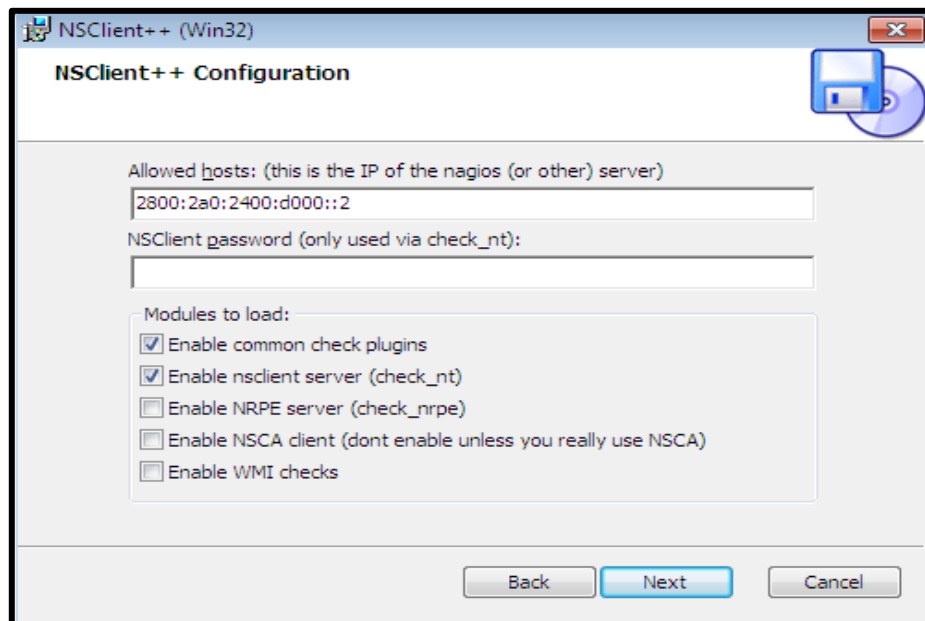 NSClient++ (Win32)
NSClient++ Configuration
Allowed hosts: (this is the IP of the nagios (or other) server)
2800:2a0:2400:d000::2
NSClient password (only used via check_nt):
Modules to load:
Enable common check plugins
Enable nsclient server (check_nt)
Enable NRPE server (check_nrpe)
Enable NSCA client (dont enable unless you really use NSCA)
Enable WMI checks
Back Next Cancel